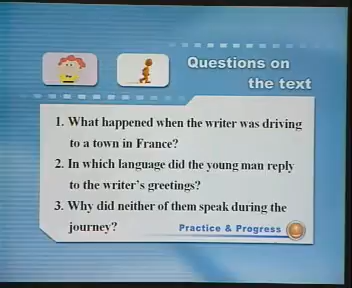 Questions on
the text
1. What happened when the writer was driving
to a town in France?
2. In which language did the young man reply
to the writer's greetings?
3. Why did neither of them speak during the
journey?
Practice & Progress